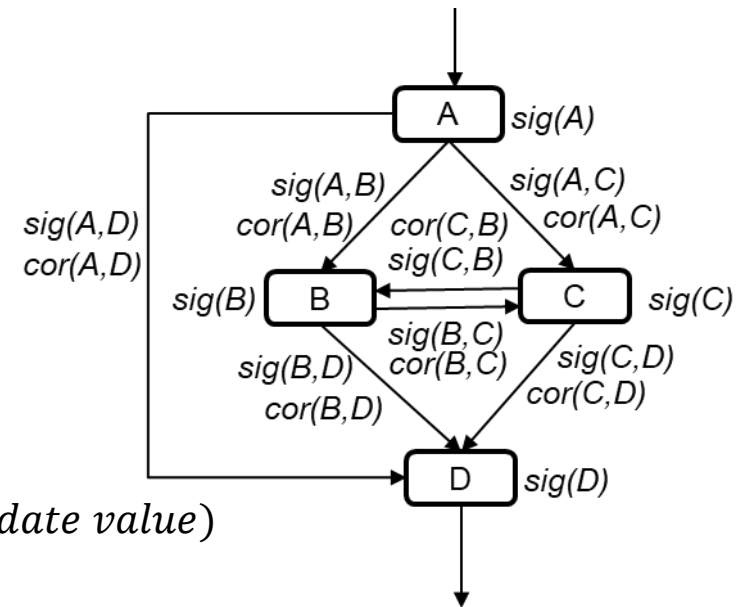 A
sig(A)
sig(A,B)
cor(A,B)
sig(A,C)
cor(A,C)
sig(A,D)
cor(A,D)
cor(C,B)
sig(C,B)
sig(B)
B
C
sig(C)
sig(B,C)
cor(B,C)
sig(B,D)
cor(B,D)
sig(C,D)
cor(C,D)
D
sig(D)
date value)